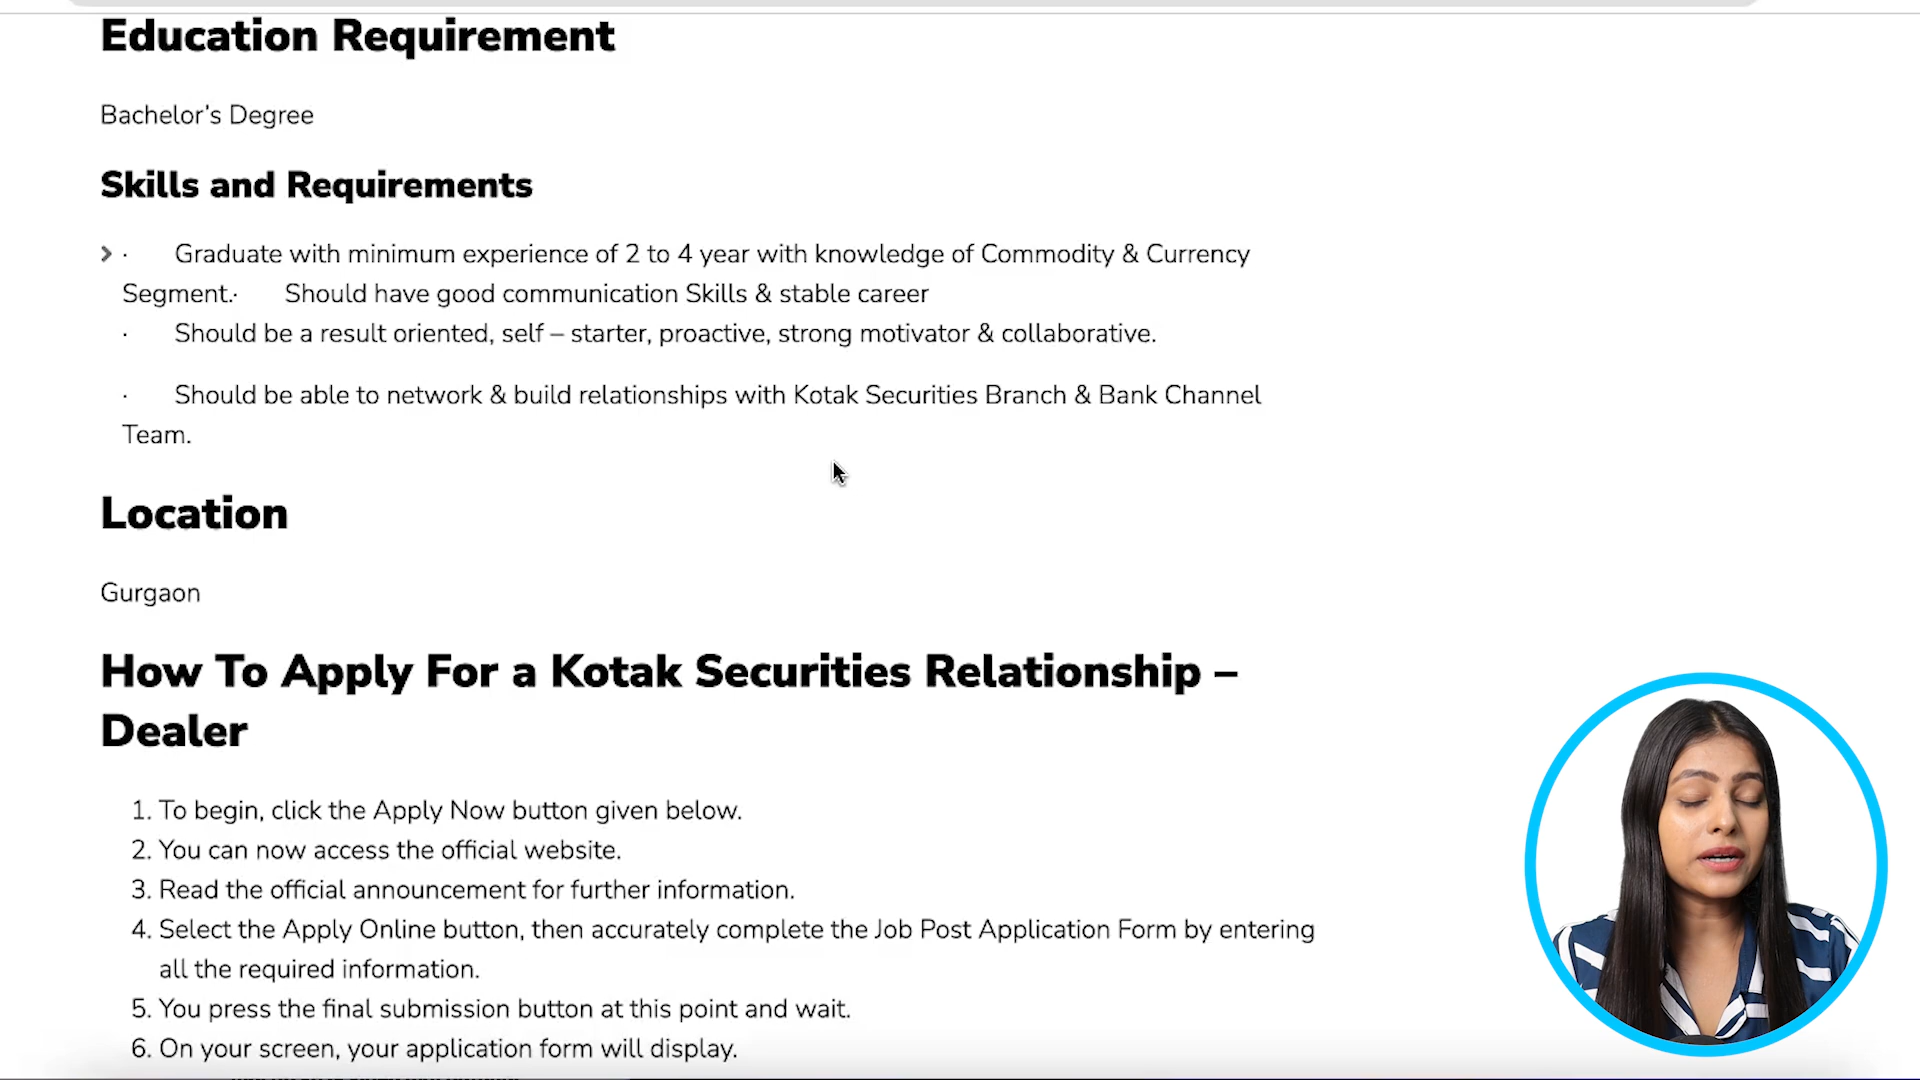 Education Requirement
Bachelor’s Degree
Skills and Requirements
· Graduate with minimum experience of 2 to 4 year with knowledge of Commodity & Currency
Segment.· Should have good communication Skills & stable career
· Should be a result oriented, self – starter, proactive, strong motivator & collaborative.
· Should be able to network & build relationships with Kotak Securities Branch & Bank Channel
Team.
Location
Gurgaon
How To Apply For a Kotak Securities Relationship –
Dealer
1. To begin, click the Apply Now button given below.
2. You can now access the official website.
3. Read the official announcement for further information.
4. Select the Apply Online button, then accurately complete the Job Post Application Form by entering
all the required information.
5. You press the final submission button at this point and wait.
6. On your screen, your application form will display.